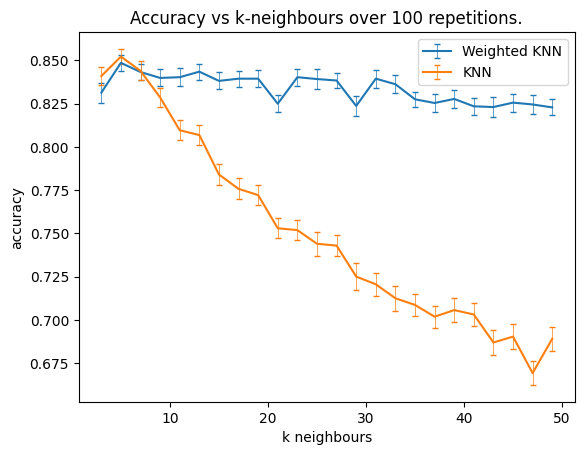 Accuracy vs k-neighbours over 100 repetitions.
Weighted KNN
KNN
accuracy
0.850
0.825
0.800
0.775
0.750
0.725
0.700
0.675
10 20 30 40 50
k neighbours